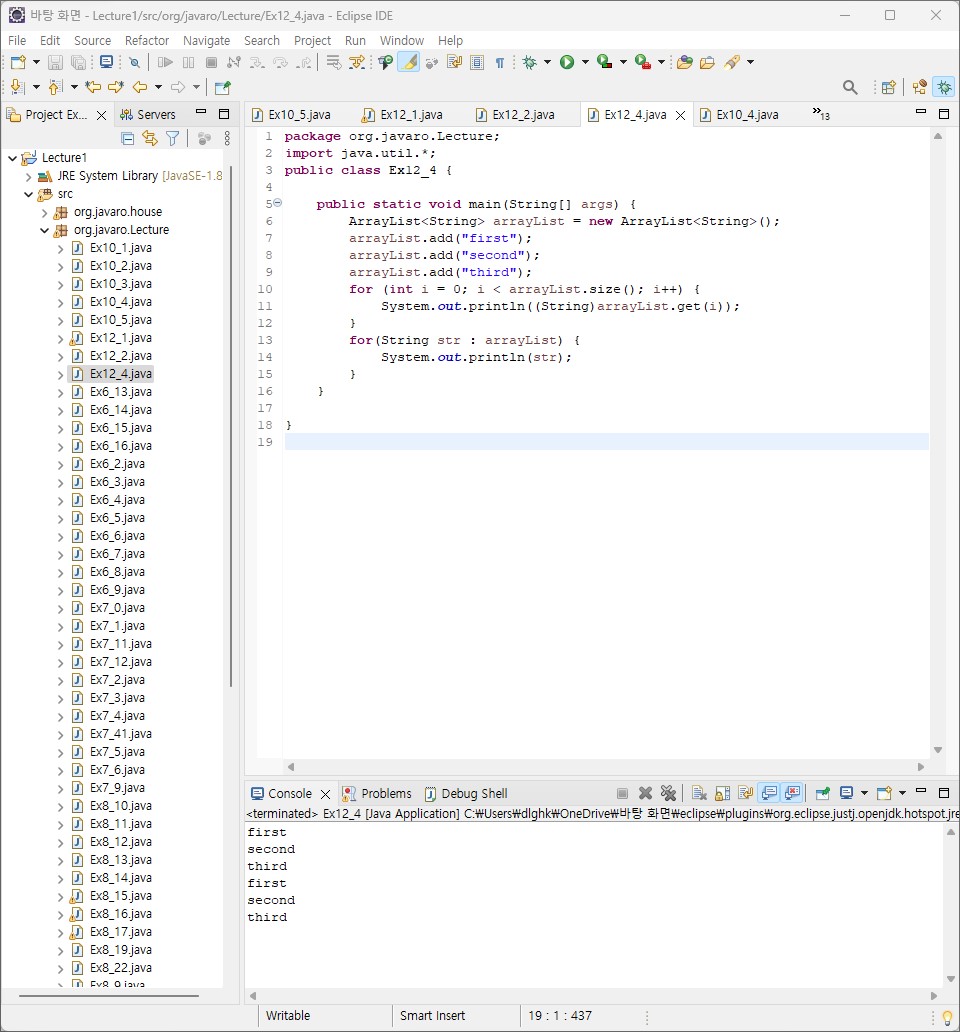 바탕 화면 - Lecture1/src/org/javaro/Lecture/Ex12_4.java - Eclipse IDE
File Edit Source Refactor Navigate Search Project Run Window Help
Project Ex... Servers
Lecture1
JRE System Library [JavaSE-1.8
src
org.javaro.house
org.javaro.Lecture
Ex10_1.java
Ex10_2.java
Ex10_3.java
Ex10_4.java
Ex10_5.java
Ex12_1.java
Ex12_2.java
Ex12_4.java
Ex6_13.java
Ex6_14.java
Ex6_15.java
Ex6_16.java
Ex6_2.java
Ex6_3.java
Ex6_4.java
Ex6_5.java
Ex6_6.java
Ex6_7.java
Ex6_8.java
Ex6_9.java
Ex7_0.java
Ex7_1.java
Ex7_11.java
Ex7_12.java
Ex7_2.java
Ex7_3.java
Ex7_4.java
Ex7_41.java
Ex7_5.java
Ex7_6.java
Ex7_9.java
Ex8_10.java
Ex8_11.java
Ex8_12.java
Ex8_13.java
Ex8_14.java
Ex8_15.java
Ex8_16.java
Ex8_17.java
Ex8_19.java
Ex8_22.java
Ex8_9.java
Ex10_5.java Ex12_1.java Ex12_2.java Ex12_4.java Ex10_4.java »13
1 package org.javaro.Lecture;
2 import java.util.*;
3 public class Ex12_4 {
4
5 public static void main(String[] args) {
6 ArrayList<String> arrayList = new ArrayList<String>();
7 arrayList.add("first");
8 arrayList.add("second");
9 arrayList.add("third");
10 for (int i = 0; i < arrayList.size(); i++) {
11 System.out.println((String)arrayList.get(i));
12 }
13 for(String str : arrayList) {
14 System.out.println(str);
15 }
16 }
17
18 }
19
Console Problems Debug Shell
<terminated> Ex12_4 [Java Application] C:₩Users₩dlghk₩OneDrive₩바탕 화면₩eclipse₩plugins₩org.eclipse.justj.openjdk.hotspot.jre
first
second
third
first
second
third
Writable Smart Insert 19 : 1 : 437